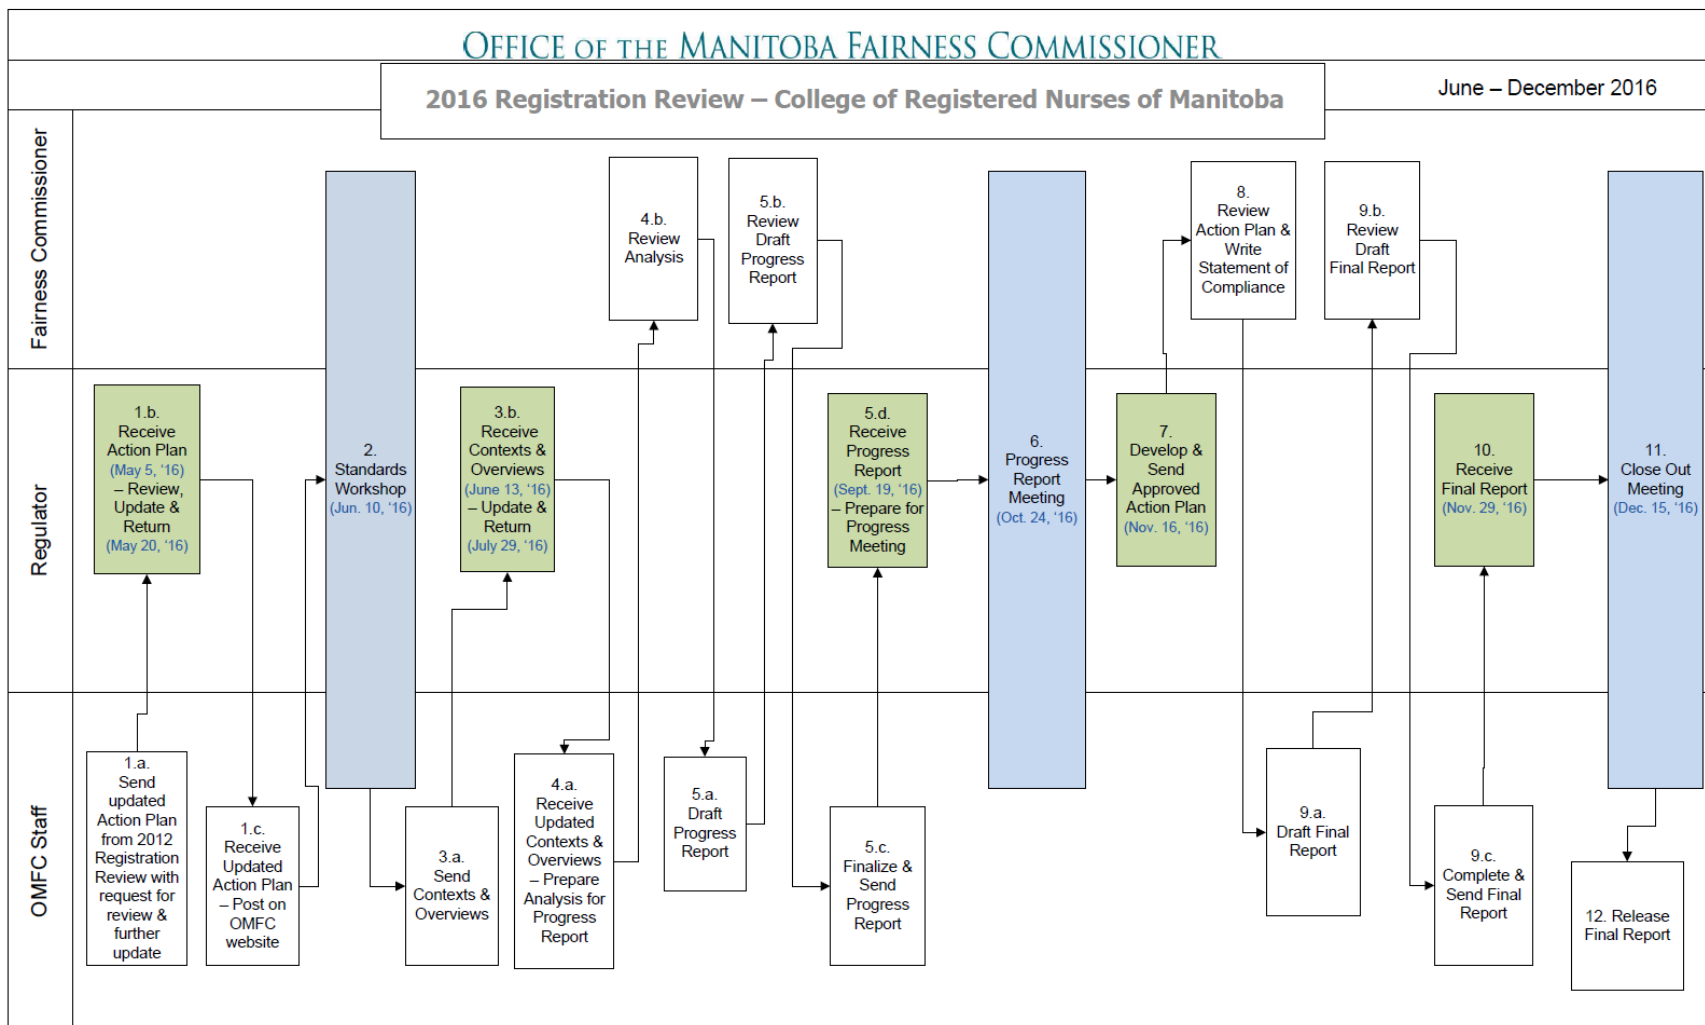 OFFICE OF THE MANITOBA FAIRNESS COMMISSIONER
2016 Registration Review – College of Registered Nurses of Manitoba
June – December 2016
Fairness Commissioner
4.b.
Review
Analysis
5.b.
Review
Draft
Progress
Report
8.
Review
Action Plan &
Write
Statement of
Compliance
9.b.
Review
Draft
Final Report
Regulator
1.b.
Receive
Action Plan
(May 5, ‘16)
– Review,
Update &
Return
(May 20, ‘16)
2.
Standards
Workshop
(Jun. 10, ‘16)
3.b.
Receive
Contexts &
Overviews
(June 13, ‘16)
– Update &
Return
(July 29, ‘16)
5.d.
Receive
Progress
Report
(Sept. 19, ‘16)
– Prepare for
Progress
Meeting
6.
Progress
Report
Meeting
(Oct. 24, ‘16)
7.
Develop &
Send
Approved
Action Plan
(Nov. 16, ‘16)
10.
Receive
Final Report
(Nov. 29, ‘16)
11.
Close Out
Meeting
(Dec. 15, ‘16)
OMFC Staff
1.a.
Send
updated
Action Plan
from 2012
Registration
Review with
request for
review &
further
update
1.c.
Receive
Updated
Action Plan
– Post on
OMFC
website
3.a.
Send
Contexts &
Overviews
4.a.
Receive
Updated
Contexts &
Overviews
– Prepare
Analysis for
Progress
Report
5.a.
Draft
Progress
Report
5.c.
Finalize &
Send
Progress
Report
9.a.
Draft Final
Report
9.c.
Complete &
Send Final
Report
12. Release
Final Report